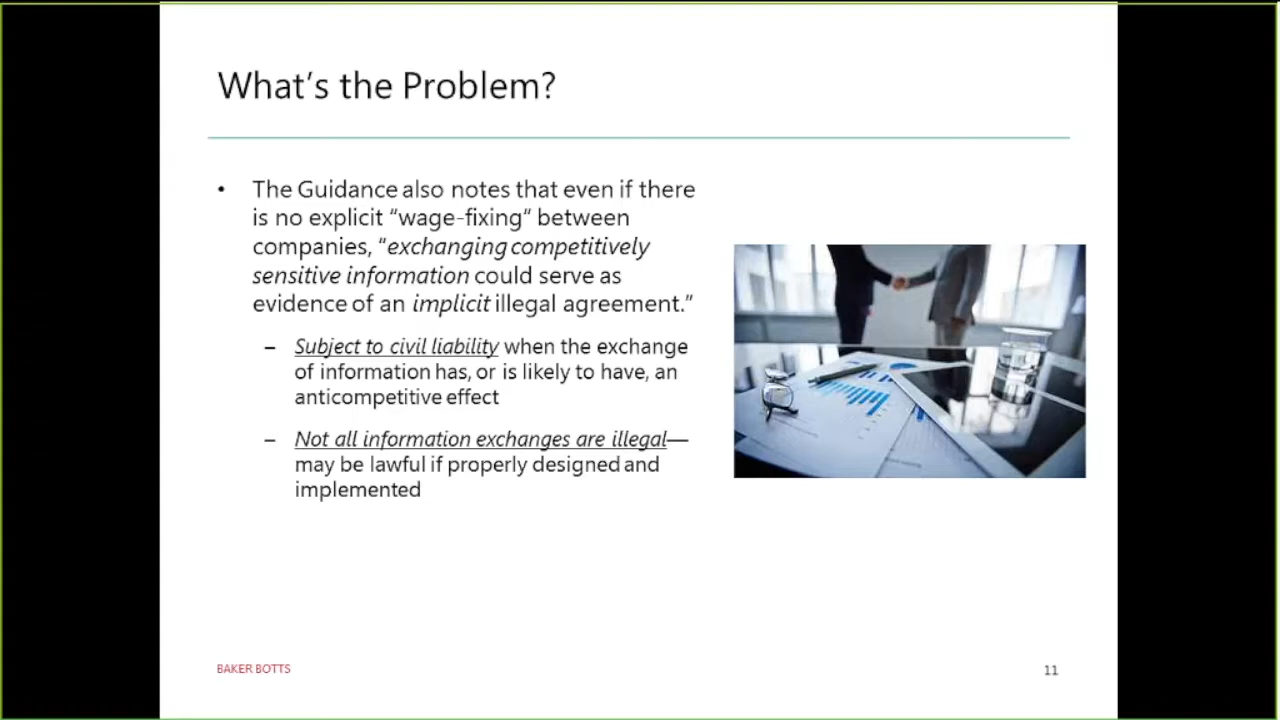 What's the Problem?
• The Guidance also notes that even if there
is no explicit "wage-fixing" between
companies, "exchanging competitively
sensitive information could serve as
evidence of an implicit illegal agreement."
– Subject to civil liability when the exchange
of information has, or is likely to have, an
anticompetitive effect
– Not all information exchanges are illegal—
may be lawful if properly designed and
implemented
BAKER BOTTS
11